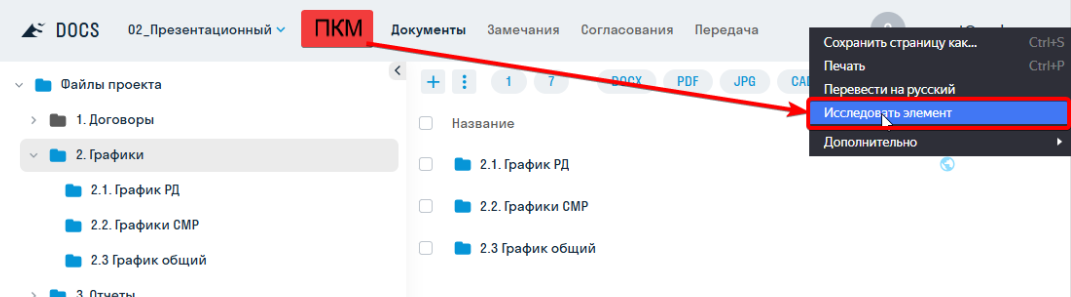 DOCS 02_Презентационный ПКМ Документы Замечания Согласования Передача
Сохранить страницу как... Ctrl+S
Печать Ctrl+P
Перевести на русский
Исследовать элемент
Дополнительно
Файлы проекта
1. Договоры
2. Графики
2.1. График РД
2.2. Графики СМР
2.3 График общий
3. Отчеты
1 7 DOCX PDF JPG
Название
2.1. График РД
2.2. Графики СМР
2.3 График общий